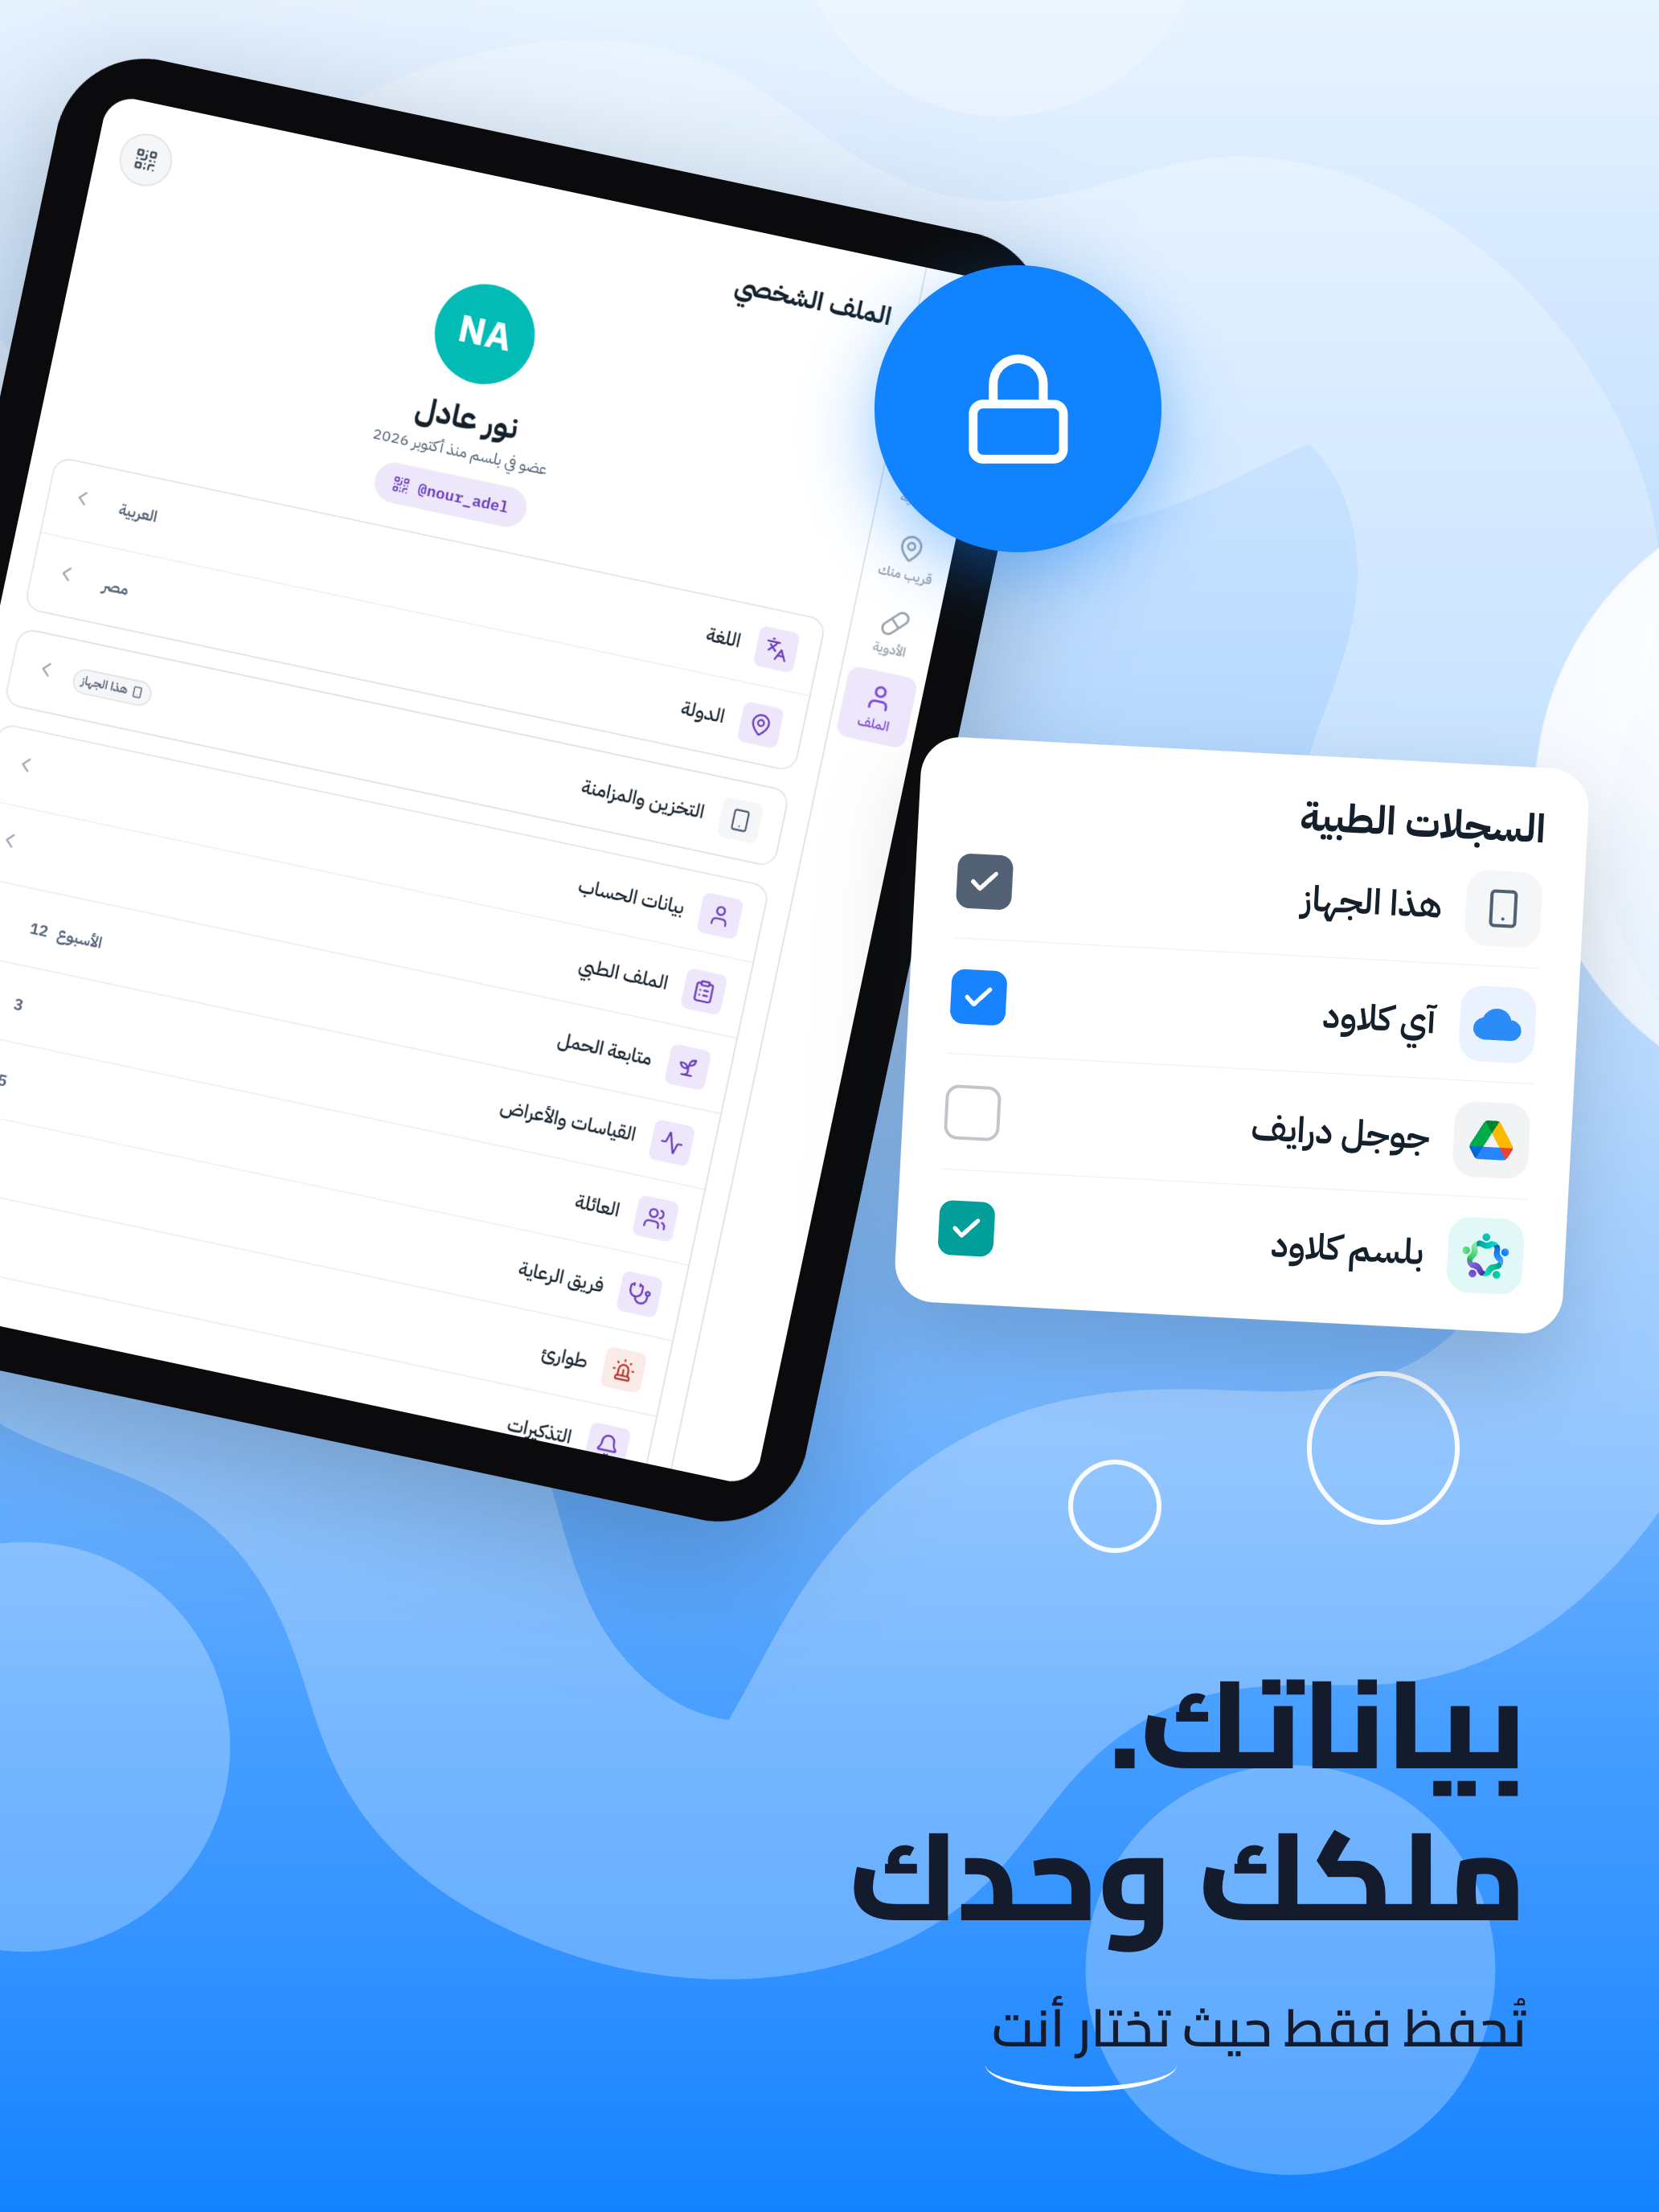 الملف الشخصي
NA
نور عادل
عضو في بلسم منذ أكتوبر 2026
@nour_adel
قريب منك
الأدوية
الملف
اللغة العربية
الدولة مصر
التخزين والمزامنة هذا الجهاز
بيانات الحساب
الملف الطبي
متابعة الحمل الأسبوع 12
القياسات والأعراض 3
العائلة 5
فريق الرعاية
طوارئ
التذكيرات
السجلات الطبية
هذا الجهاز
آي كلاود
جوجل درايف
بلسم كلاود
بياناتك.
ملكك وحدك
تُحفظ فقط حيث تختار أنت